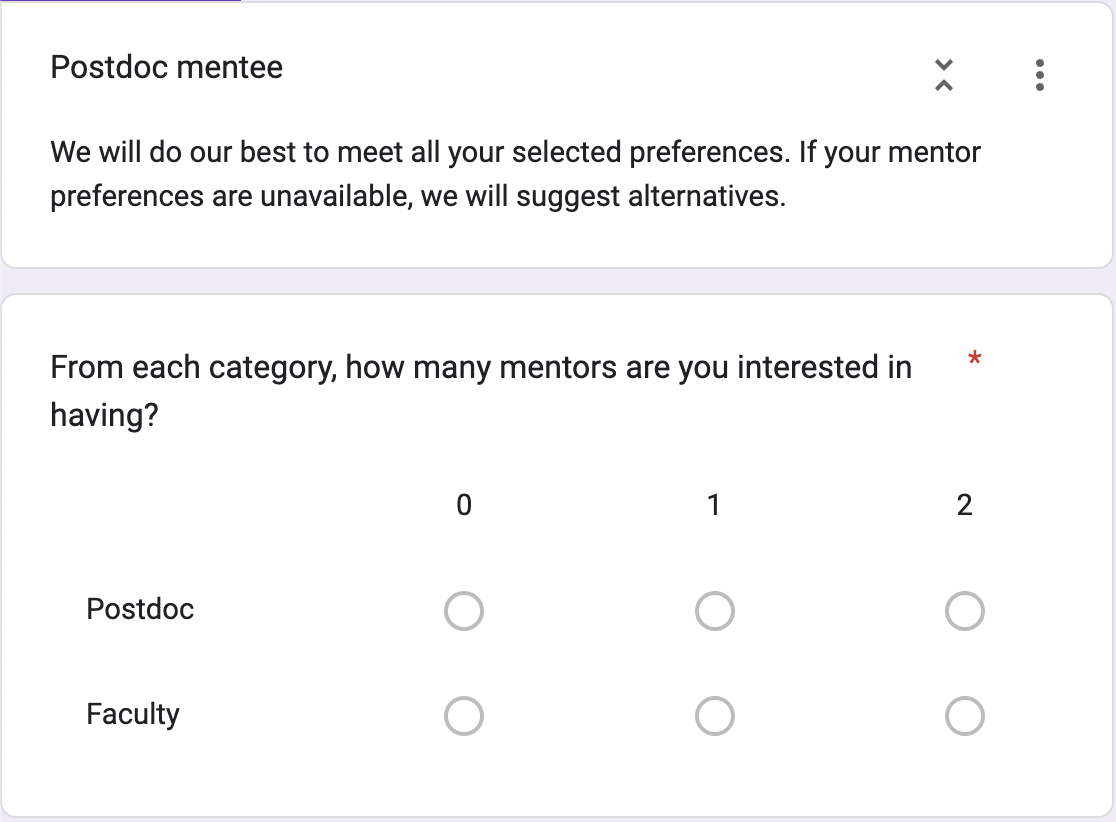 Postdoc mentee
We will do our best to meet all your selected preferences. If your mentor
preferences are unavailable, we will suggest alternatives.
From each category, how many mentors are you interested in *
having?
0 1 2
Postdoc
Faculty